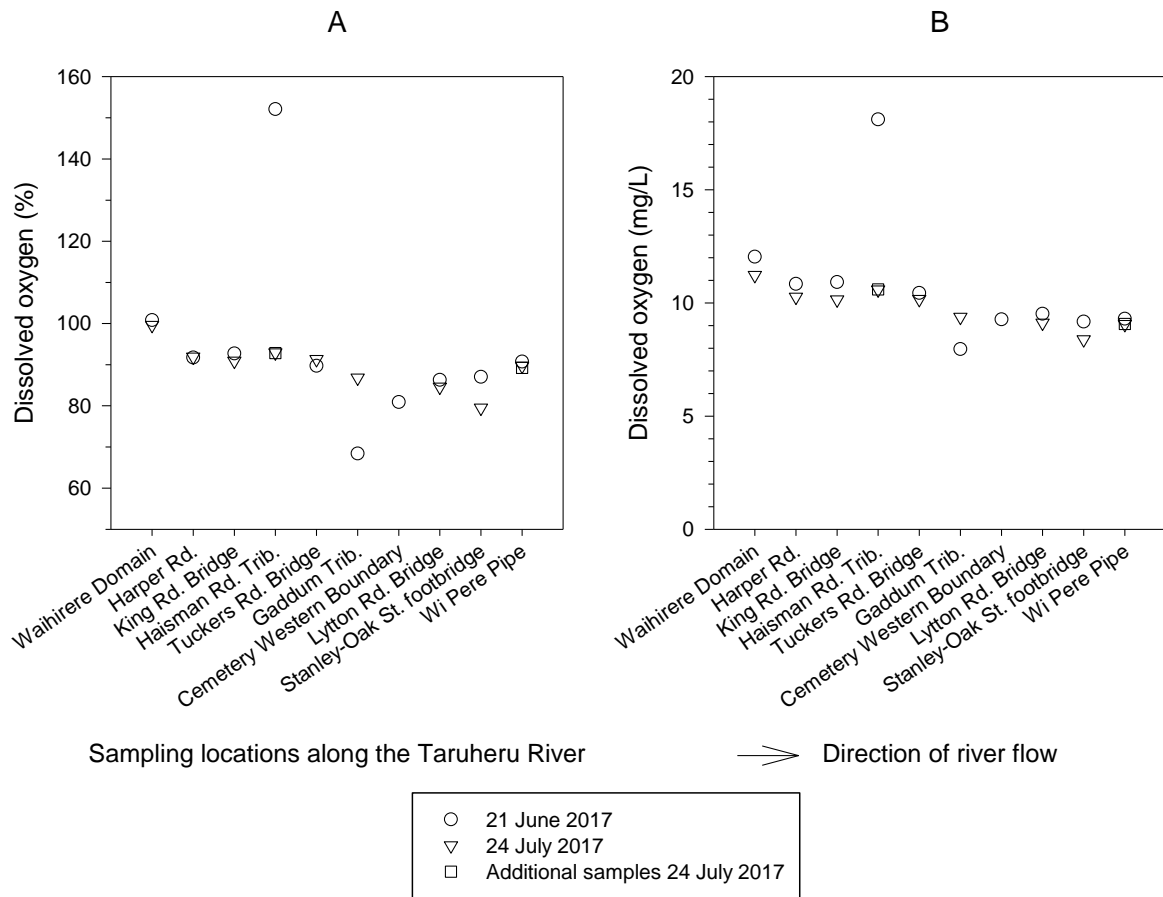 A
B
Dissolved oxygen (%)
160
140
120
100
80
60
Dissolved oxygen (mg/L)
20
15
10
5
0
Waihirere Domain
Harper Rd.
King Rd. Bridge
Haisman Rd. Trib.
Tuckers Rd. Bridge
Gaddum Trib.
Cemetery Western Boundary
Lytton Rd. Bridge
Stanley-Oak St. footbridge
Wi Pere Pipe
Waihirere Domain
Harper Rd.
King Rd. Bridge
Haisman Rd. Trib.
Tuckers Rd. Bridge
Gaddum Trib.
Cemetery Western Boundary
Lytton Rd. Bridge
Stanley-Oak St. footbridge
Wi Pere Pipe
Sampling locations along the Taruheru River
Direction of river flow
21 June 2017
24 July 2017
Additional samples 24 July 2017